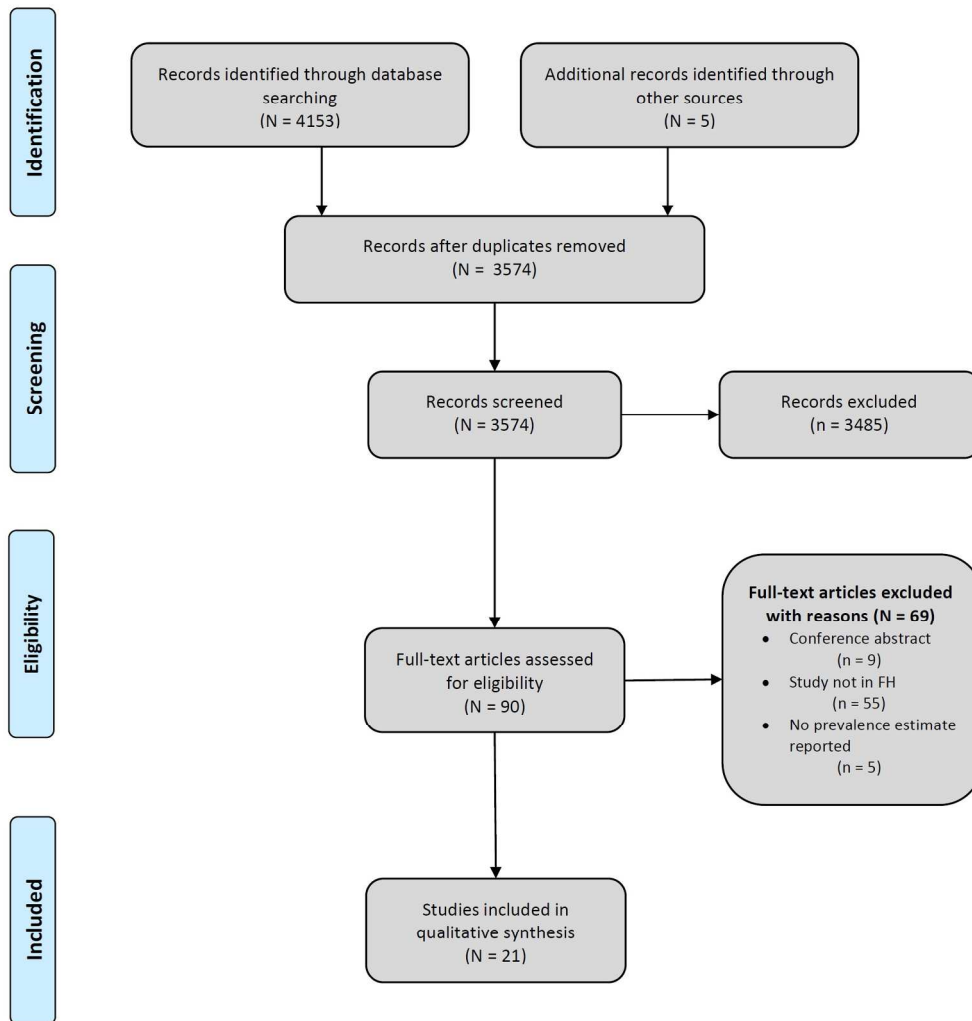 Identification
Records identified through database
searching
(N = 4153)
Additional records identified through
other sources
(N = 5)
Records after duplicates removed
(N = 3574)
Screening
Records screened
(N = 3574)
Records excluded
(n = 3485)
Eligibility
Full-text articles assessed
for eligibility
(N = 90)
Full-text articles excluded
with reasons (N = 69)
• Conference abstract
(n = 9)
• Study not in FH
(n = 55)
• No prevalence estimate
reported
(n = 5)
Included
Studies included in
qualitative synthesis
(N = 21)